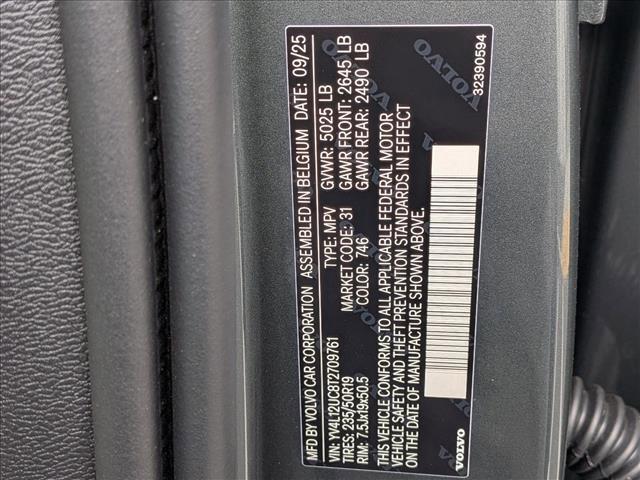 MFD BY VOLVO CAR CORPORATION ASSEMBLED IN BELGIUM DATE: 09/25
GVWR: 5025 LB
VIN: YV4L12UC8T2709761 TYPE: MPV GAWR FRONT: 2645 LB
TIRES: 235/50R19 MARKET CODE: 31 GAWR REAR: 2490 LB
RIM: 7.5Jx19x50.5 COLOR: 746
THIS VEHICLE CONFORMS TO ALL APPLICABLE FEDERAL MOTOR
VEHICLE SAFETY AND THEFT PREVENTION STANDARDS IN EFFECT
ON THE DATE OF MANUFACTURE SHOWN ABOVE.
VOLVO
32390594